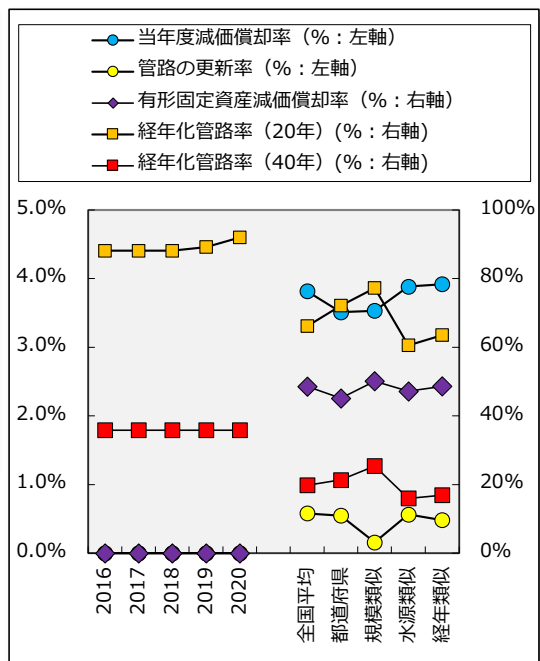 当年度減価償却率（%：左軸）
管路の更新率（%：左軸）
有形固定資産減価償却率（%：右軸）
経年化管路率（20年）(%：右軸)
経年化管路率（40年）(%：右軸)
5.0%
4.0%
3.0%
2.0%
1.0%
0.0%
100%
80%
60%
40%
20%
0%
2016
2017
2018
2019
2020
全国平均
都道府県
規模類似
水源類似
経年類似